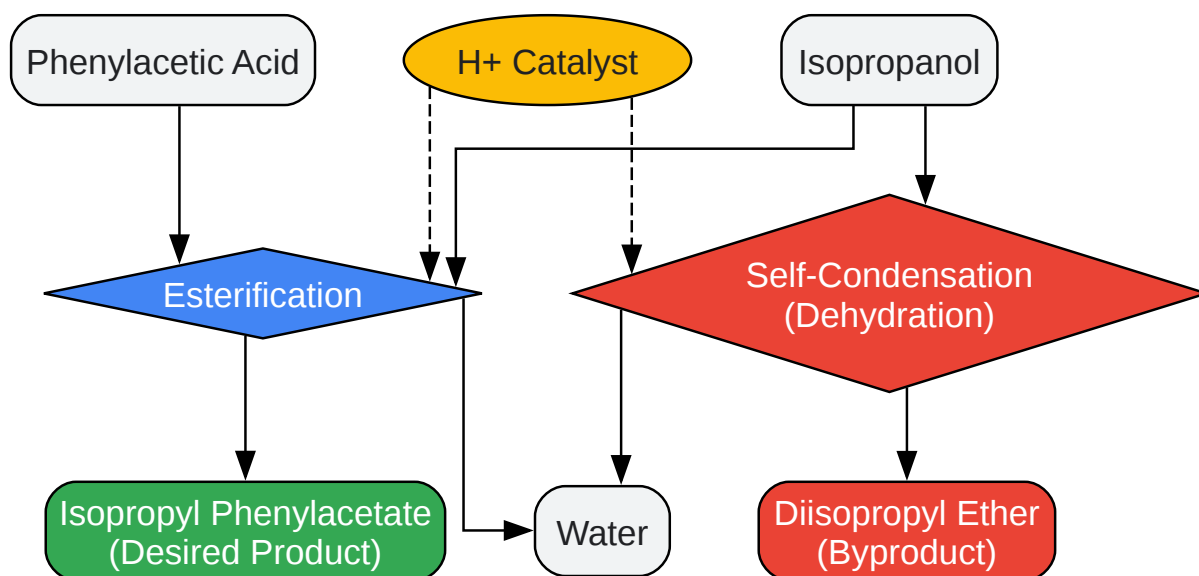 Phenylacetic Acid
H+ Catalyst
Isopropanol
Esterification
Self-Condensation
(Dehydration)
Isopropyl Phenylacetate
(Desired Product)
Water
Diisopropyl Ether
(Byproduct)